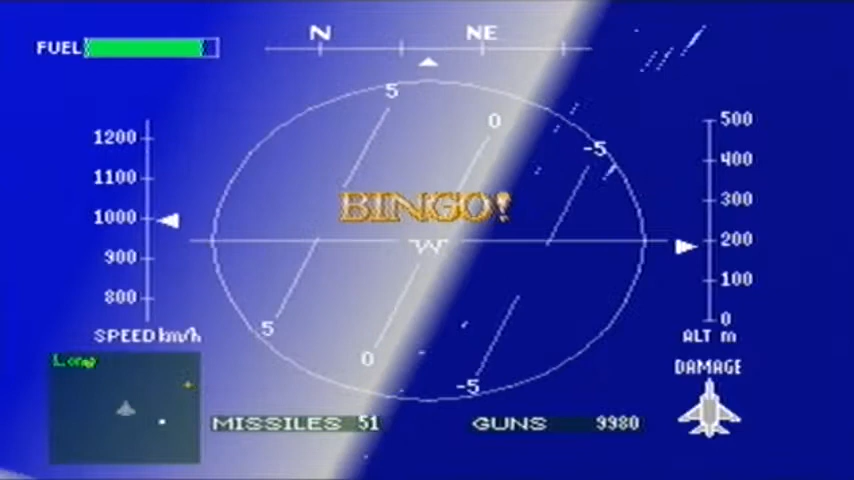 N NE
FUEL
5
0
-5
500
1200
400
1100
300
BINGO!
1000
200
900
100
800
0
5
SPEED km/h
ALT m
0
Long
DAMAGE
-5
MISSILES 51
GUNS 9980